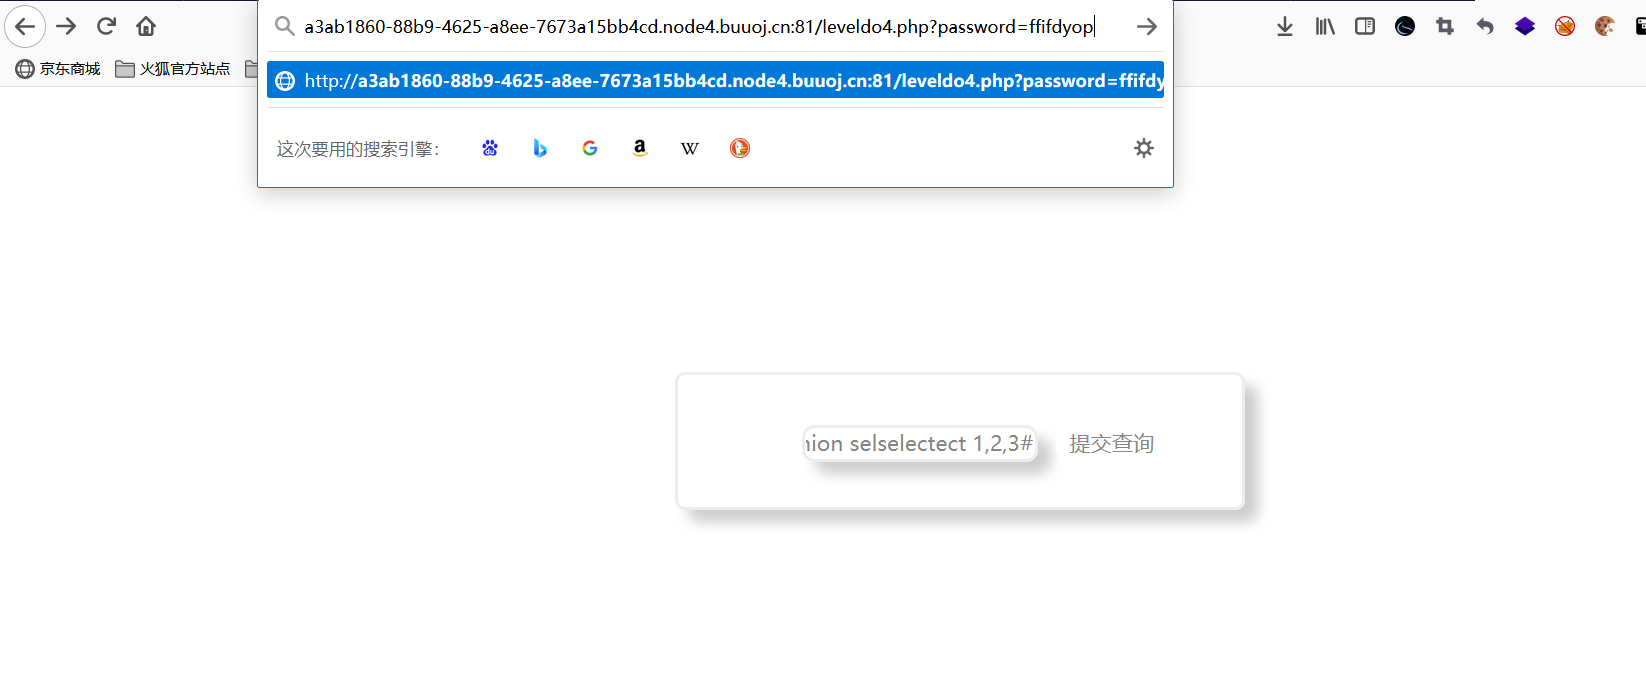 a3ab1860-88b9-4625-a8ee-7673a15bb4cd.node4.buuoj.cn:81/leveldo4.php?password=ffifdyop
京东商城 火狐官方站点
http://a3ab1860-88b9-4625-a8ee-7673a15bb4cd.node4.buuoj.cn:81/leveldo4.php?password=ffifdy
这次要用的搜索引擎:
nion selselectect 1,2,3# 提交查询